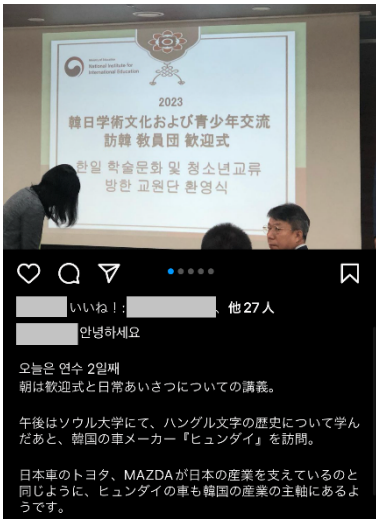 Ministry of Education
National Institute for
International Education
2023
韓日学術文化および青少年交流
訪韓 敎員団 歓迎式
한일 학술문화 및 청소년교류
방한 교원단 환영식
いいね！: 、他27人
안녕하세요
오늘은 연수 2일째
朝は歓迎式と日常あいさつについての講義。
午後はソウル大学にて、ハングル文字の歴史について学ん
だあと、韓国の車メーカー『ヒュンダイ』を訪問。
日本車のトヨタ、MAZDAが日本の産業を支えているのと
同じように、ヒュンダイの車も韓国の産業の主軸にあるよ
うです。